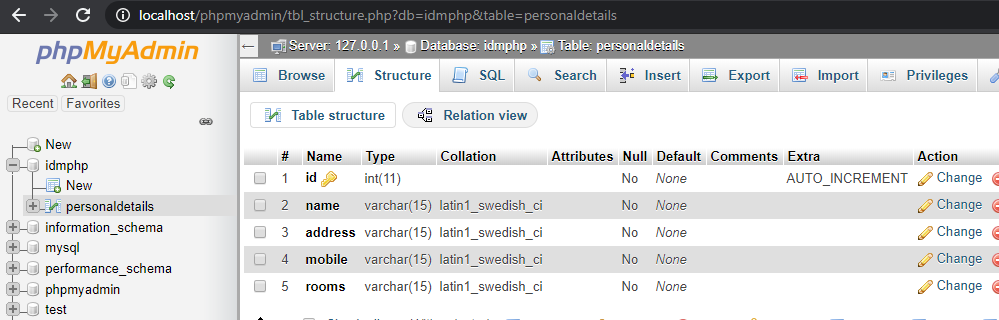 localhost/phpmyadmin/tbl_structure.php?db=idmphp&table=personaldetails
phpMyAdmin
Recent Favorites
New
idmphp
New
personaldetails
information_schema
mysql
performance_schema
phpmyadmin
test
Server: 127.0.0.1 » Database: idmphp » Table: personaldetails
Browse Structure SQL Search Insert Export Import Privileges
Table structure Relation view
# Name Type Collation Attributes Null Default Comments Extra Action
1 id int(11) No None AUTO_INCREMENT Change
2 name varchar(15) latin1_swedish_ci No None Change
3 address varchar(15) latin1_swedish_ci No None Change
4 mobile varchar(15) latin1_swedish_ci No None Change
5 rooms varchar(15) latin1_swedish_ci No None Change